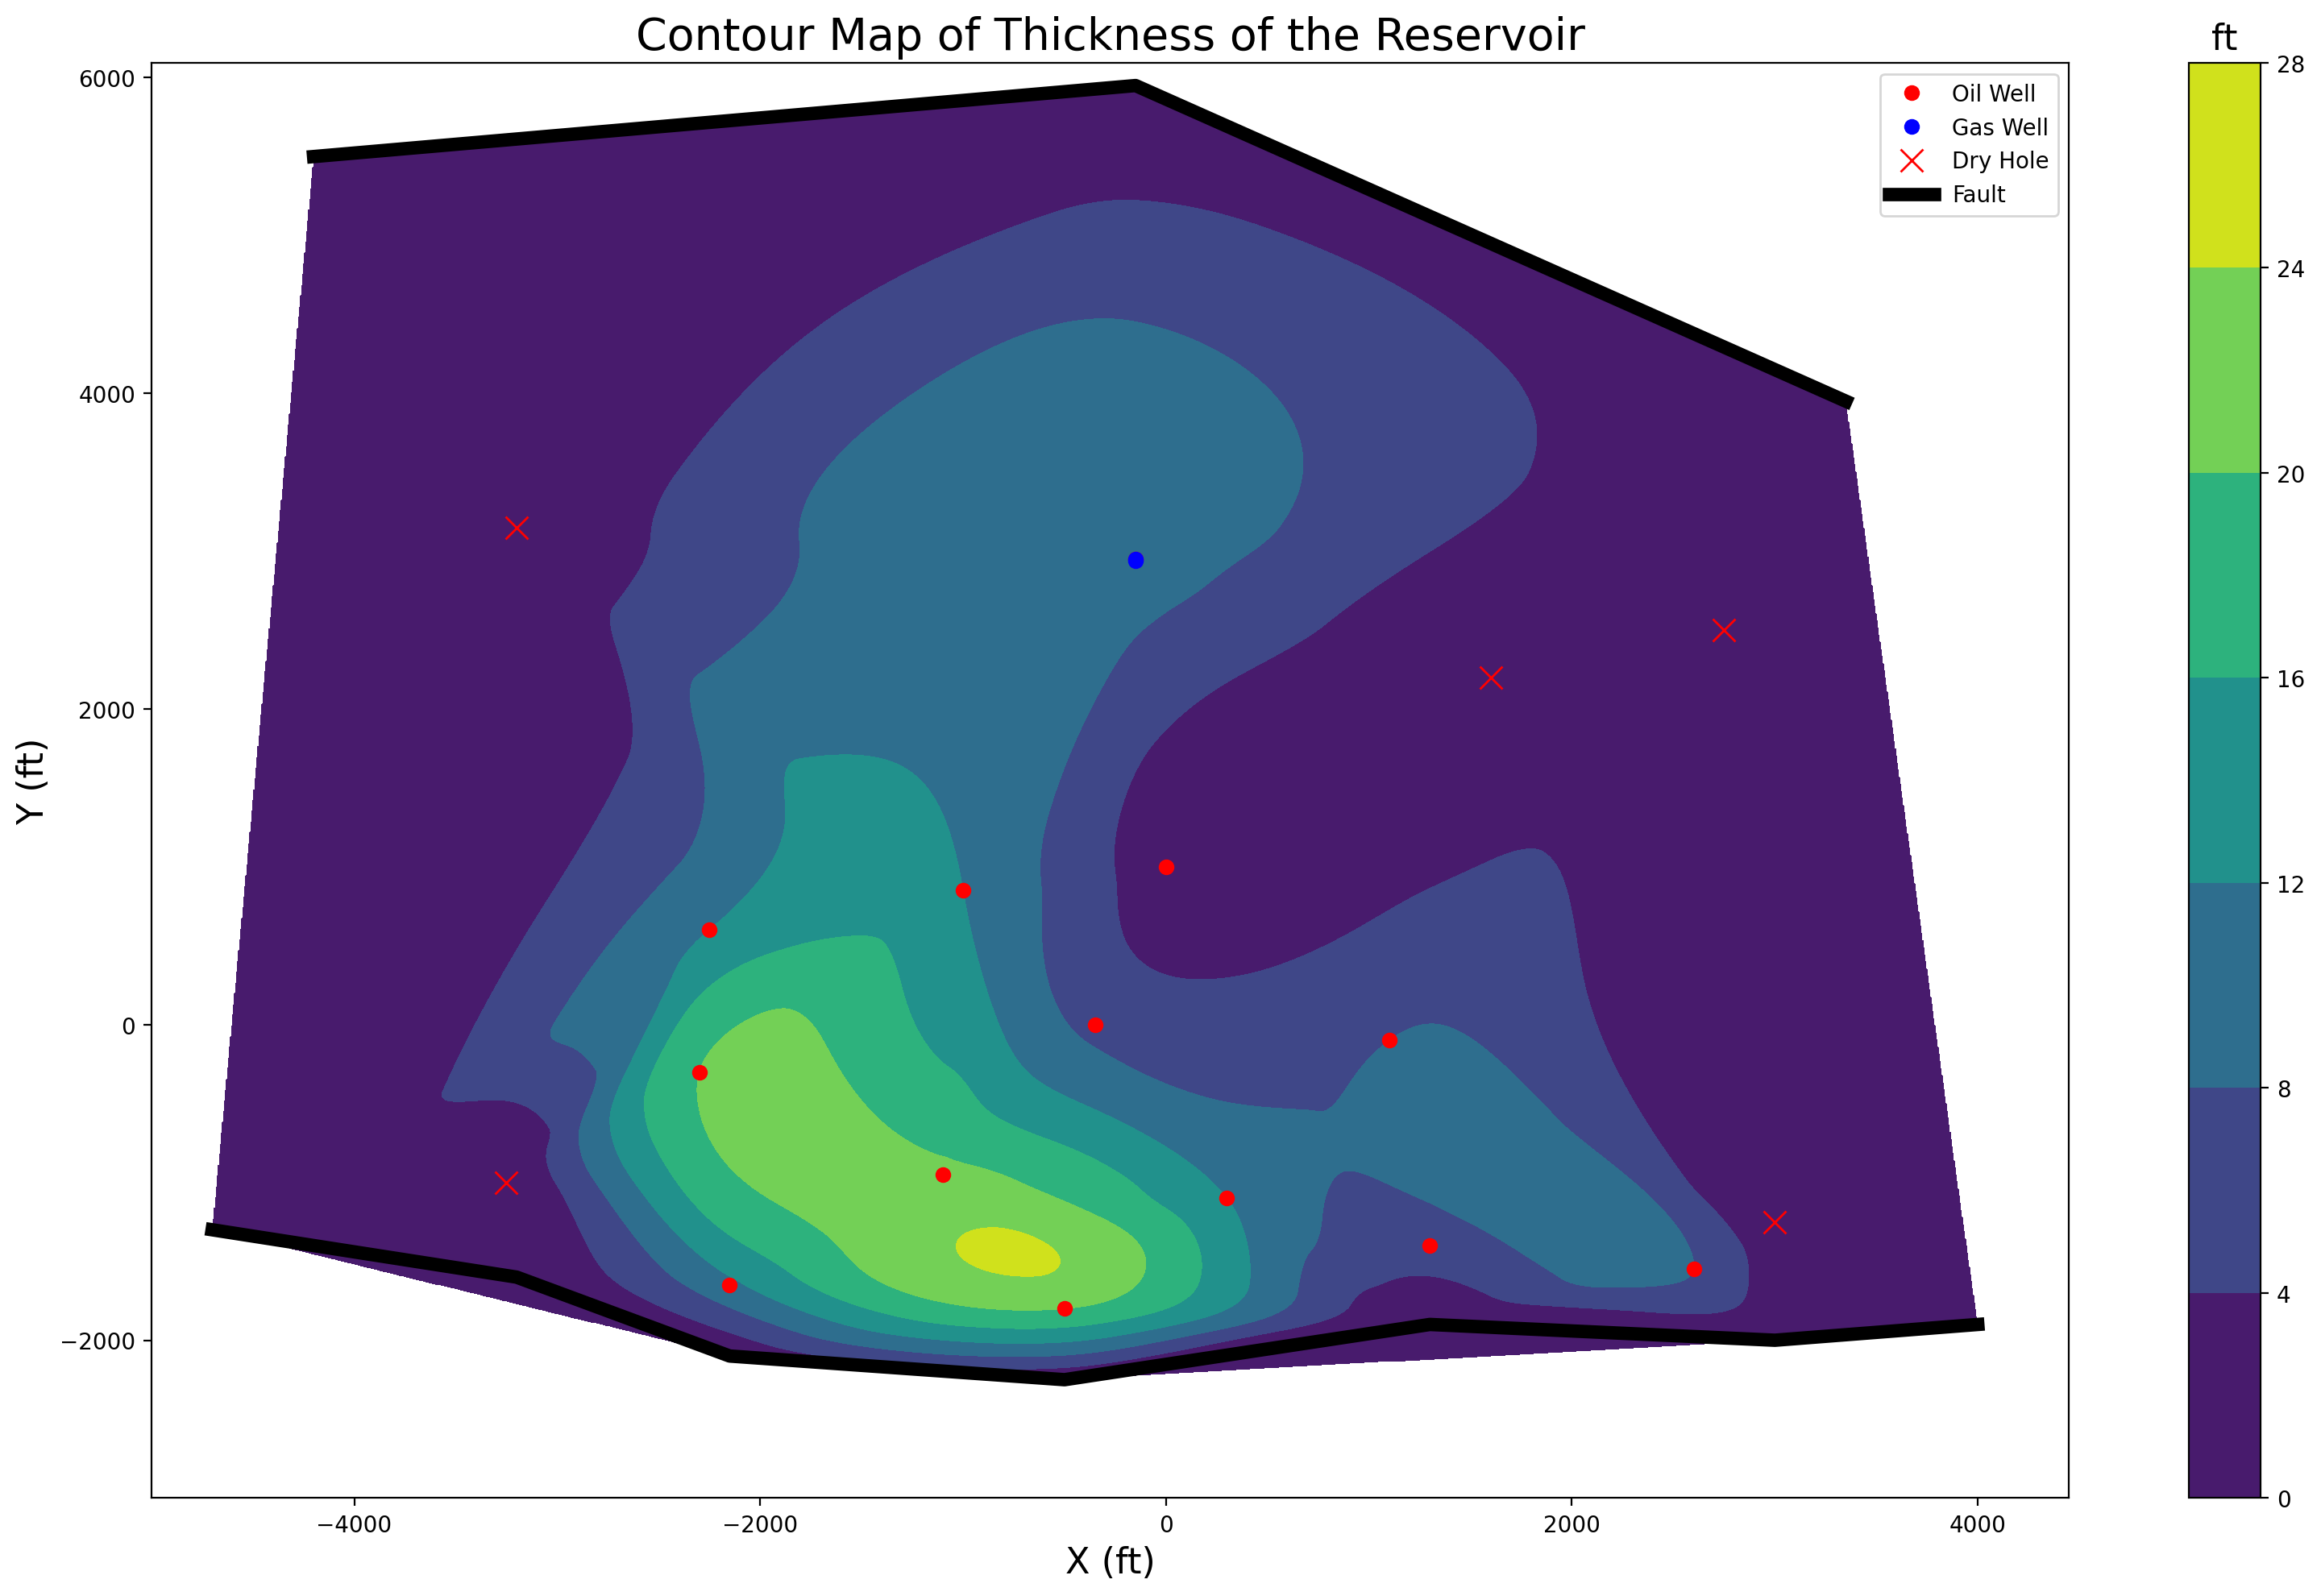 Contour Map of Thickness of the Reservoir
ft
6000
4000
2000
0
−2000
Y (ft)
−4000
−2000
0
2000
4000
X (ft)
Oil Well
Gas Well
Dry Hole
Fault
28
24
20
16
12
8
4
0